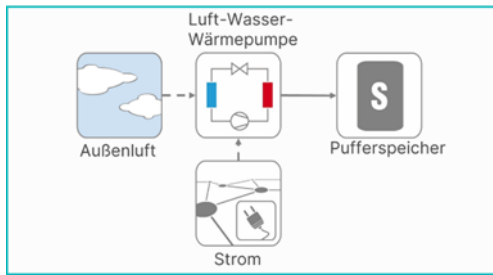 Luft-Wasser-
Wärmepumpe
Außenluft
S
Pufferspeicher
Strom